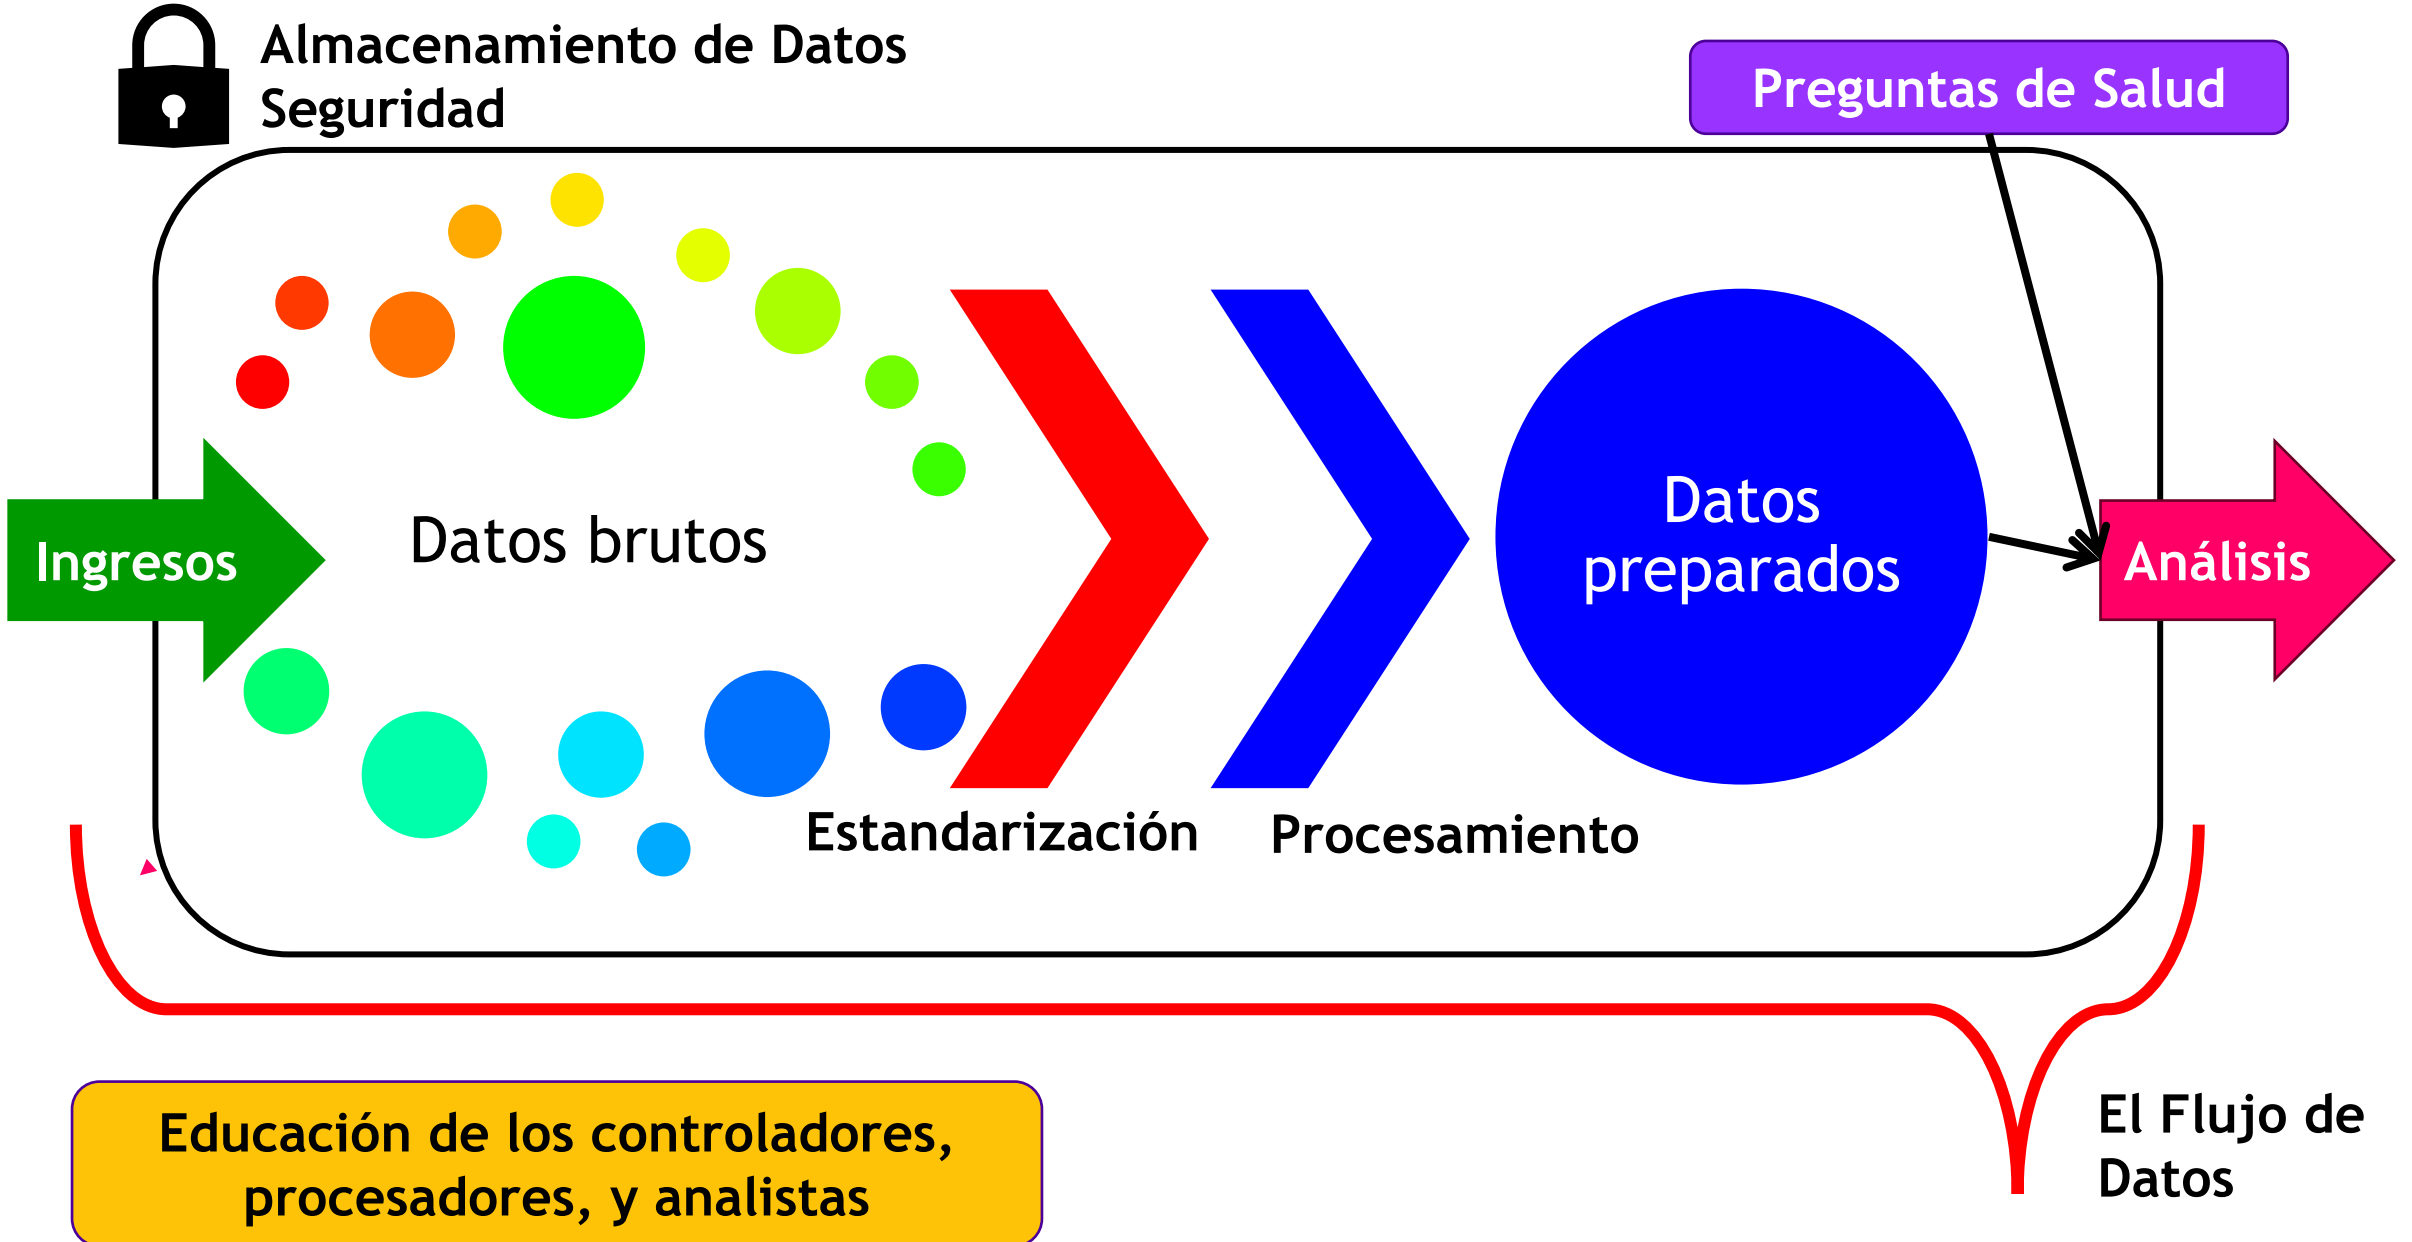 Almacenamiento de Datos
Seguridad
Preguntas de Salud
Ingresos
Datos brutos
Datos
preparados
Análisis
Estandarización
Procesamiento
Educación de los controladores,
procesadores, y analistas
El Flujo de
Datos